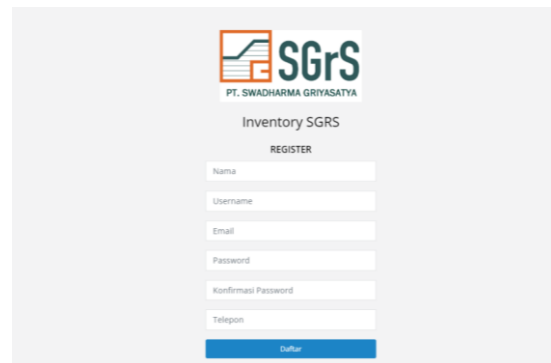 SGrS
PT. SWADHARMA GRIYASATYA
Inventory SGRS
REGISTER
Nama
Username
Email
Password
Konfirmasi Password
Telepon
Daftar